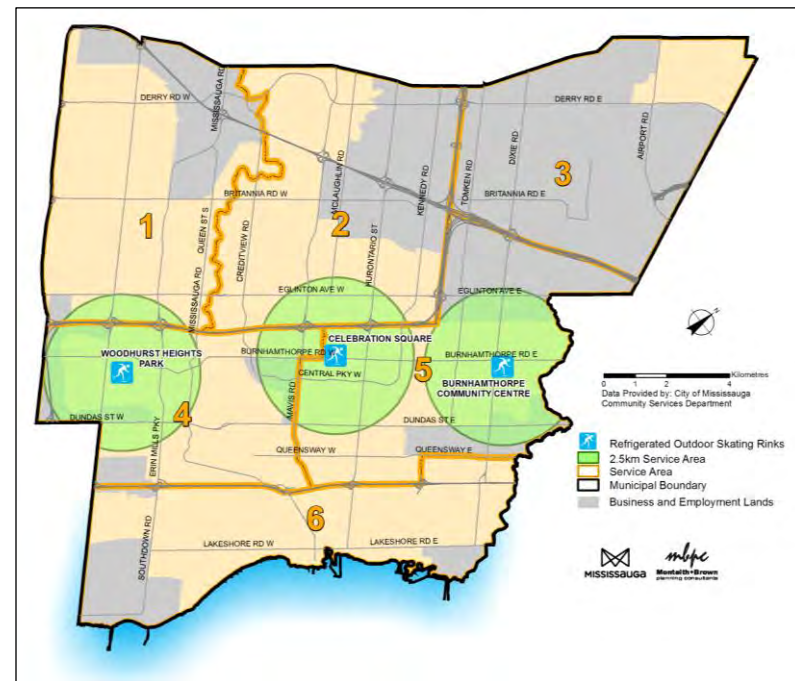 DERRY RD W
MISSISSAUGA RD
DERRY RD E
MCLAUGHLIN RD
KENNEDY RD
TOMKEN RD
DIXIE RD
AIRPORT RD
3
BRITANNIA RD W
BRITANNIA RD E
1
2
QUEEN ST S
CREDITVIEW RD
HURONTARIO ST
MISSISSAUGA RD
EGLINTON AVE W
EGLINTON AVE E
WOODHURST HEIGHTS
PARK
CELEBRATION SQUARE
BURNHAMTHORPE RD W
CENTRAL PKY W
5
BURNHAMTHORPE RD E
BURNHAMTHORPE
COMMUNITY CENTRE
MAVIS RD
4
DUNDAS ST W
DUNDAS ST E
ERIN MILLS PKY
QUEENSWAY W
QUEENSWAY E
6
SOUTHDOWN RD
LAKESHORE RD W
LAKESHORE RD E
Kilometres
0 1 2 4
Data Provided by: City of Mississauga
Community Services Department
Refrigerated Outdoor Skating Rinks
2.5km Service Area
Service Area
Municipal Boundary
Business and Employment Lands
MISSISSAUGA
mbpc
Monteith+Brown
planning consultants